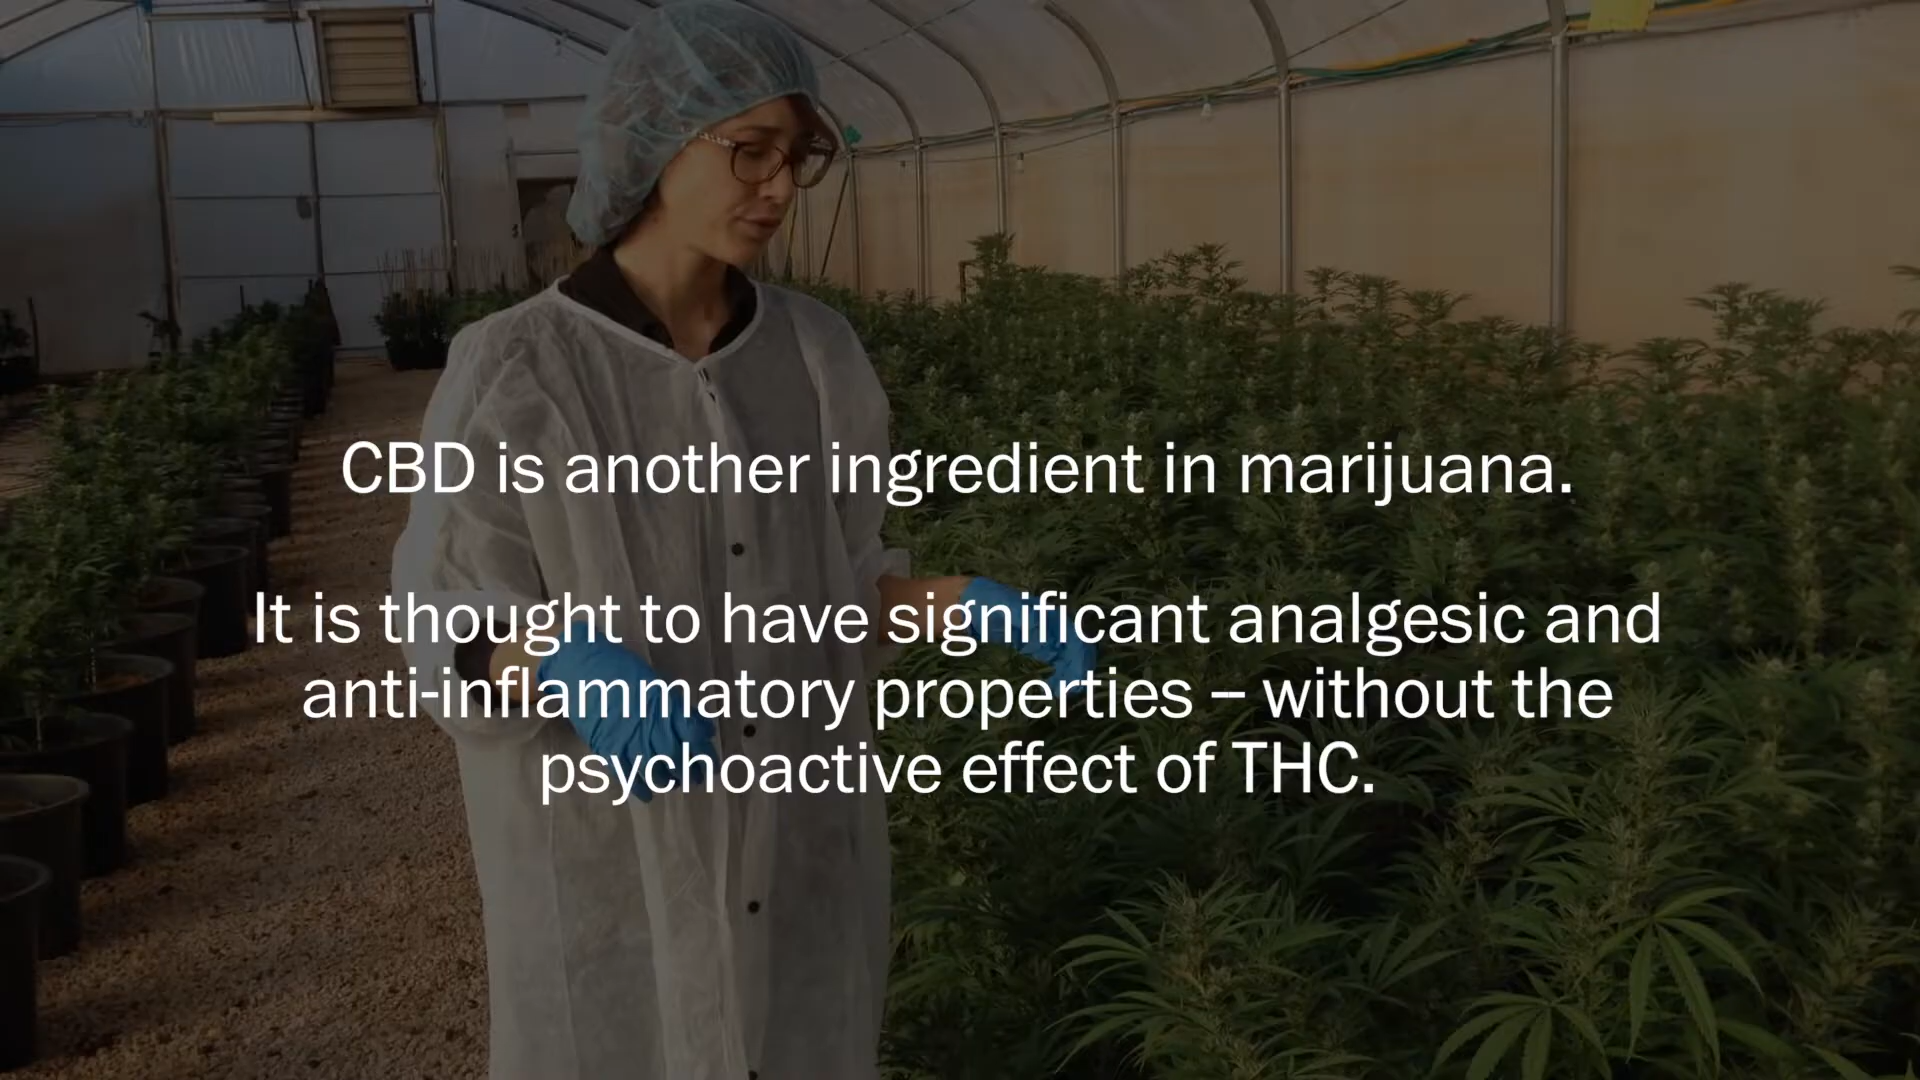 CBD is another ingredient in marijuana.
It is thought to have significant analgesic and
anti-inflammatory properties – without the
psychoactive effect of THC.